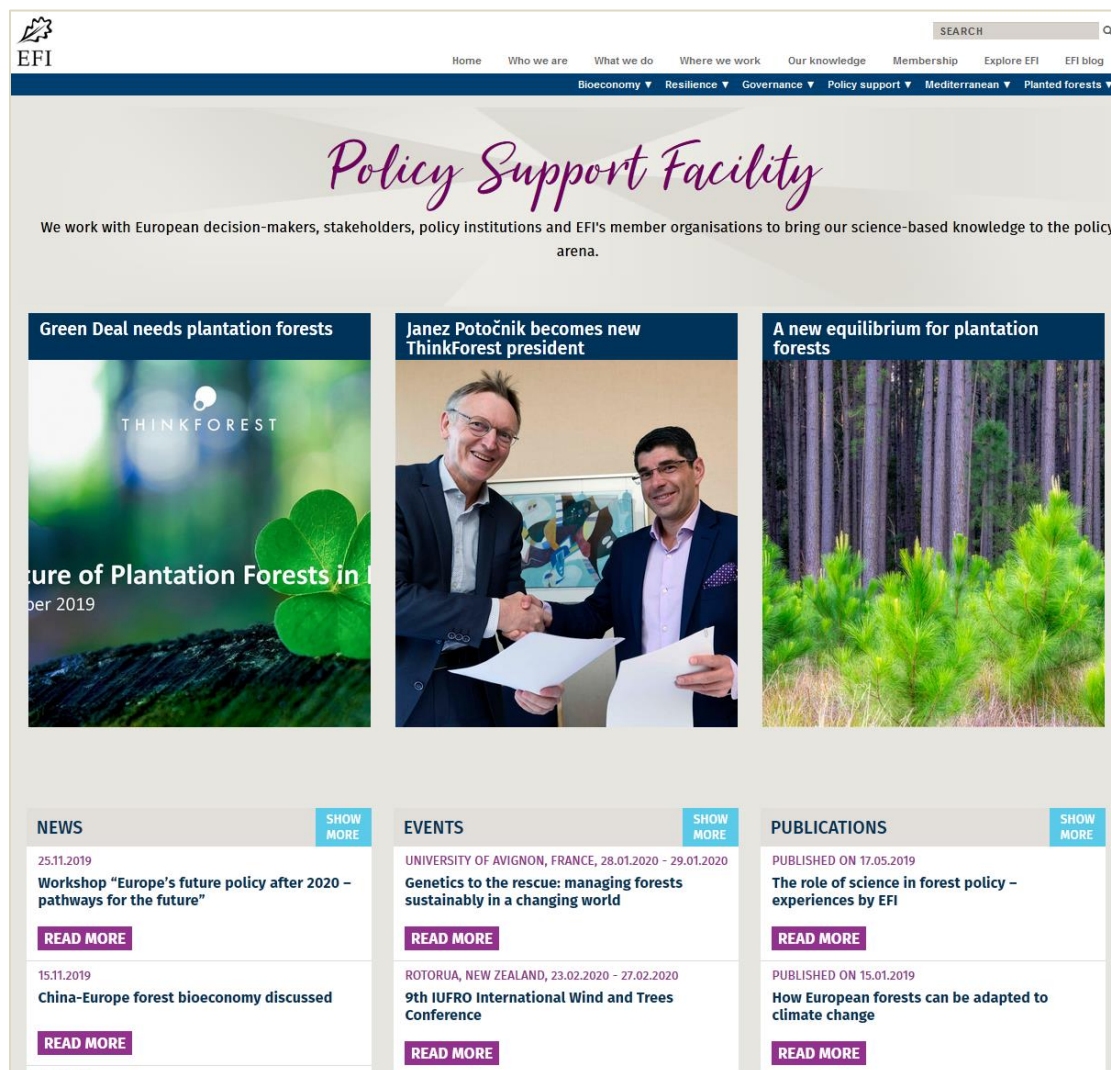 EFI
SEARCH
Home Who we are What we do Where we work Our knowledge Membership Explore EFI EFI blog
Bioeconomy ▼ Resilience ▼ Governance ▼ Policy support ▼ Mediterranean ▼ Planted forests ▼
Policy Support Facility
We work with European decision-makers, stakeholders, policy institutions and EFI's member organisations to bring our science-based knowledge to the policy
arena.
Green Deal needs plantation forests
THINKFOREST
ture of Plantation Forests in
ber 2019
Janez Potočnik becomes new
ThinkForest president
A new equilibrium for plantation
forests
NEWS
SHOW
MORE
25.11.2019
Workshop “Europe’s future policy after 2020 –
pathways for the future”
READ MORE
15.11.2019
China-Europe forest bioeconomy discussed
READ MORE
EVENTS
SHOW
MORE
UNIVERSITY OF AVIGNON, FRANCE, 28.01.2020 - 29.01.2020
Genetics to the rescue: managing forests
sustainably in a changing world
READ MORE
ROTORUA, NEW ZEALAND, 23.02.2020 - 27.02.2020
9th IUFRO International Wind and Trees
Conference
READ MORE
PUBLICATIONS
SHOW
MORE
PUBLISHED ON 17.05.2019
The role of science in forest policy –
experiences by EFI
READ MORE
PUBLISHED ON 15.01.2019
How European forests can be adapted to
climate change
READ MORE